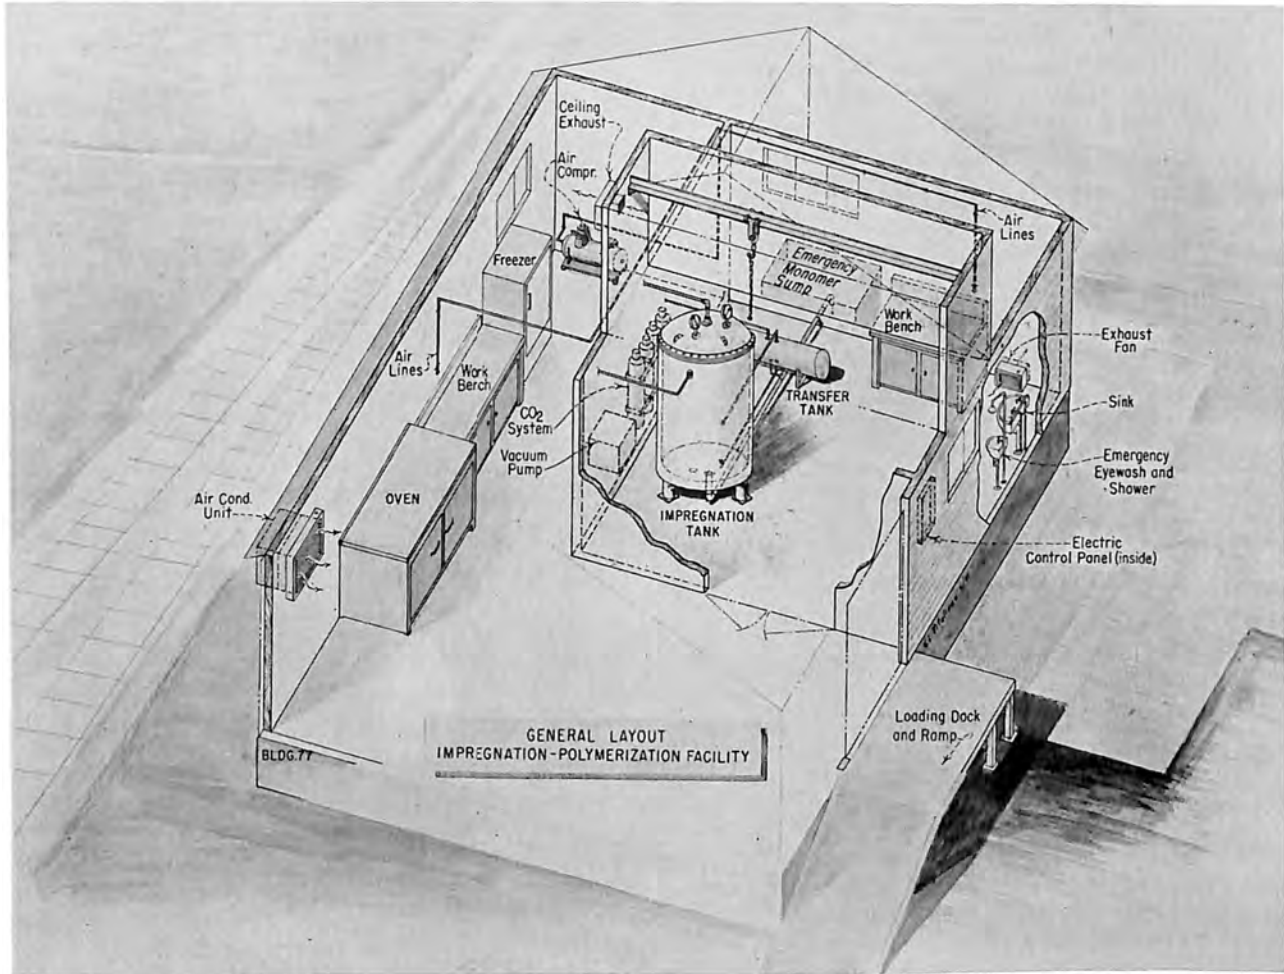 Ceiling
Exhaust
Air
Compr.
Air
Lines
Freezer
Emergency
Monomer
Sump
Work
Bench
Exhaust
Fan
Air
Lines
Work
Bench
TRANSFER
TANK
Sink
CO2
System
Vacuum
Pump
Emergency
Eyewash and
Shower
Air Cond.
Unit
OVEN
IMPREGNATION
TANK
Electric
Control Panel (inside)
Loading Dock
and Ramp
GENERAL LAYOUT
IMPREGNATION-POLYMERIZATION FACILITY
BLDG.77